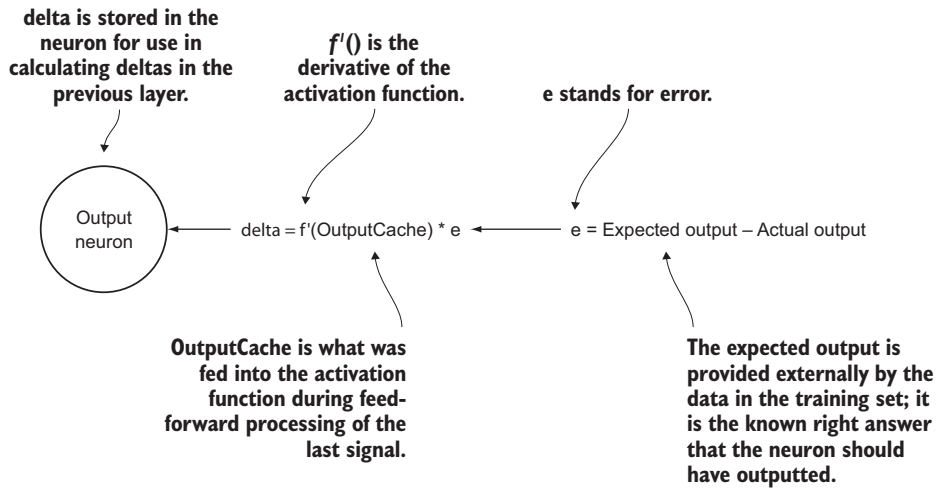 delta is stored in the
neuron for use in
calculating deltas in the
previous layer.
f'() is the
derivative of the
activation function.
e stands for error.
Output
neuron
delta = f'(OutputCache) * e
e = Expected output – Actual output
OutputCache is what was
fed into the activation
function during feed-
forward processing of the
last signal.
The expected output is
provided externally by the
data in the training set; it
is the known right answer
that the neuron should
have outputted.